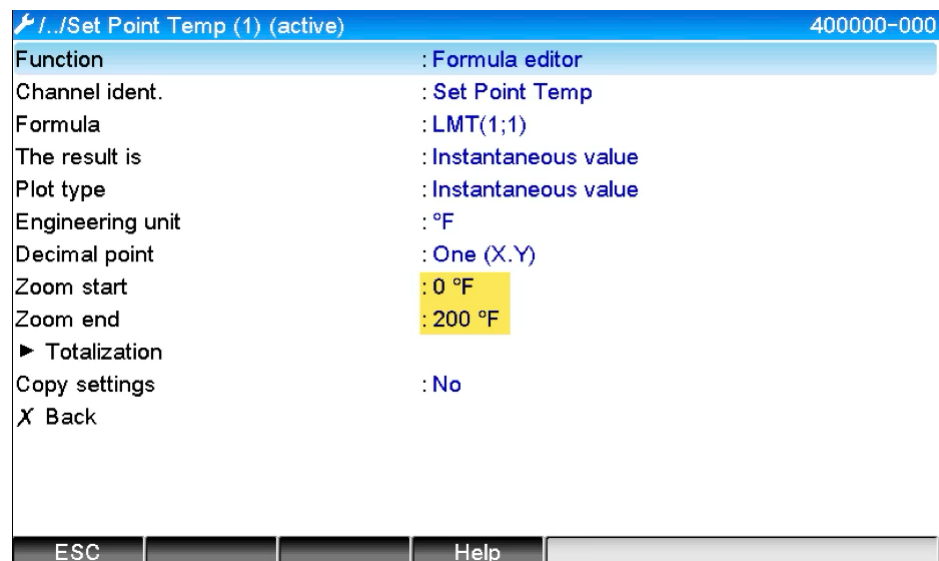 /../Set Point Temp (1) (active) 400000-000
Function : Formula editor
Channel ident. : Set Point Temp
Formula : LMT(1;1)
The result is : Instantaneous value
Plot type : Instantaneous value
Engineering unit : °F
Decimal point : One (X.Y)
Zoom start : 0 °F
Zoom end : 200 °F
► Totalization
Copy settings : No
X Back
ESC Help